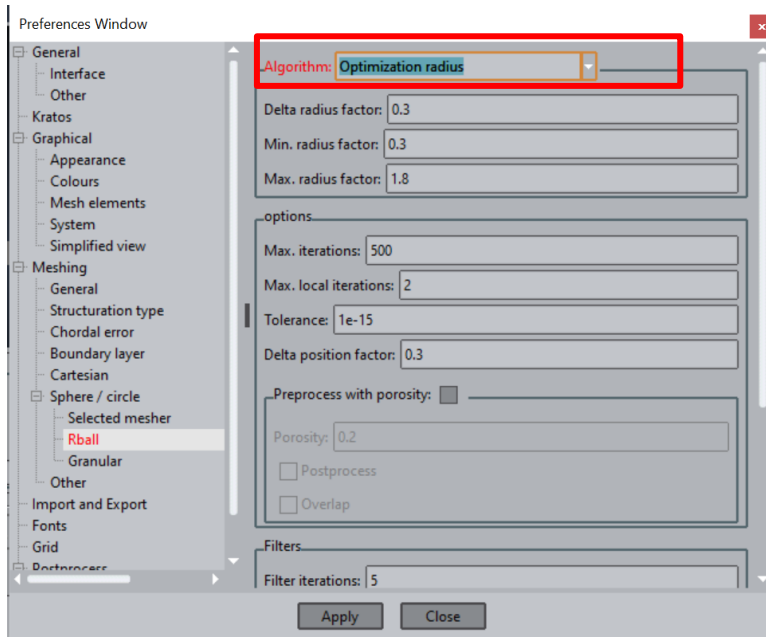 Preferences Window
x
General
Interface
Other
Kratos
Graphical
Appearance
Colours
Mesh elements
System
Simplified view
Meshing
General
Structuration type
Chordal error
Boundary layer
Cartesian
Sphere / circle
Selected mesher
Rball
Granular
Other
Import and Export
Fonts
Grid
Postprocess
Algorithm: Optimization radius
Delta radius factor: 0.3
Min. radius factor: 0.3
Max. radius factor: 1.8
options
Max. iterations: 500
Max. local iterations: 2
Tolerance: 1e-15
Delta position factor: 0.3
Preprocess with porosity:
Porosity: 0.2
Postprocess
Overlap
Filters
Filter iterations: 5
Apply Close